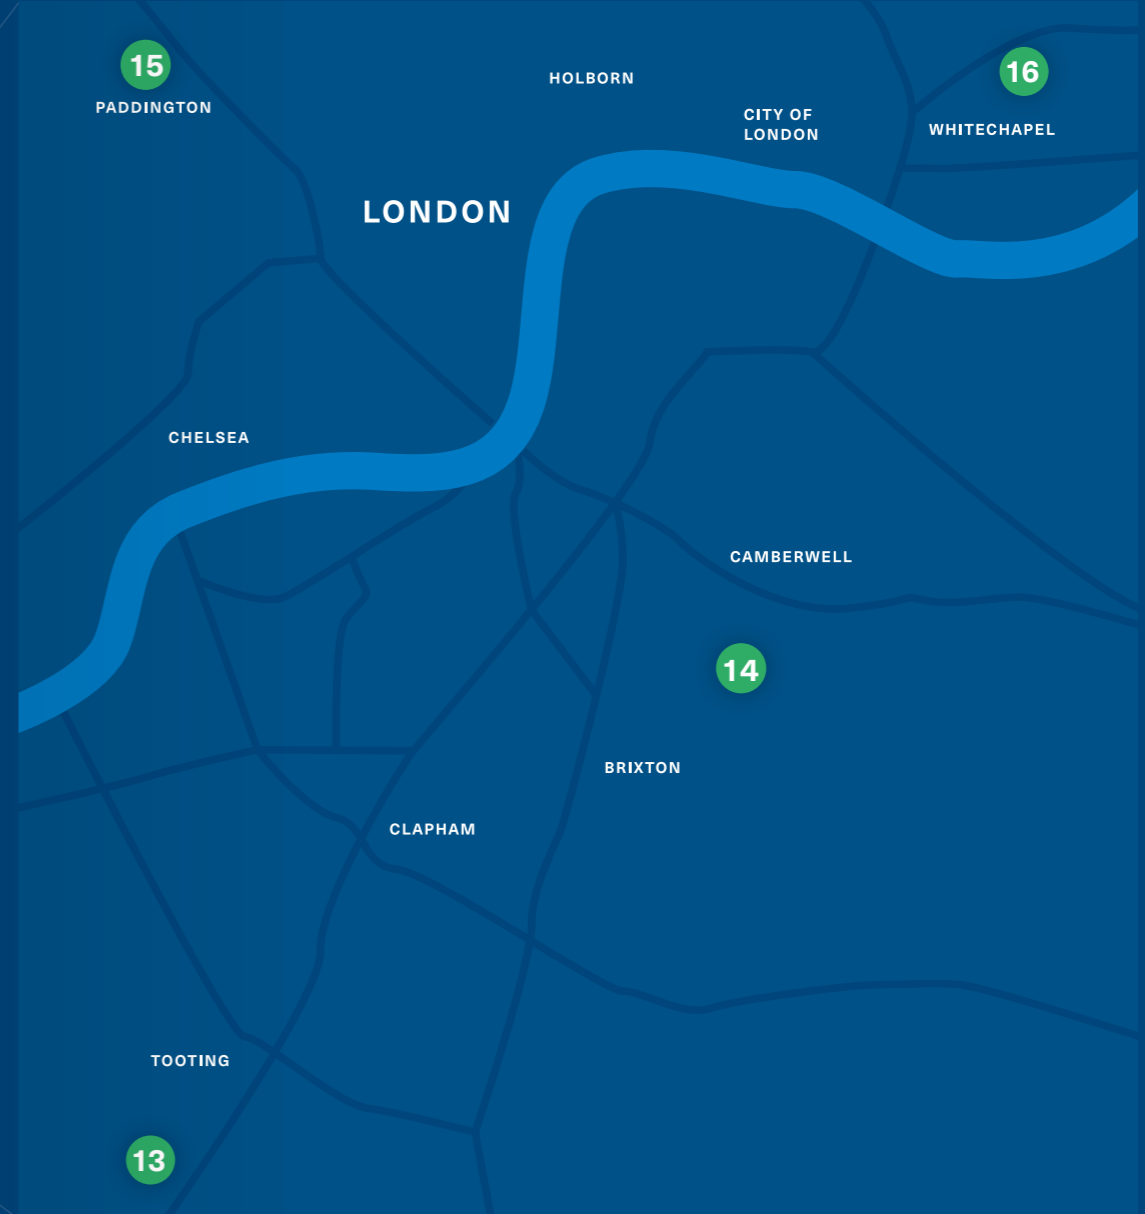 15
PADDINGTON
HOLBORN
16
CITY OF
LONDON
WHITECHAPEL
LONDON
CHELSEA
CAMBERWELL
14
BRIXTON
CLAPHAM
TOOTING
13